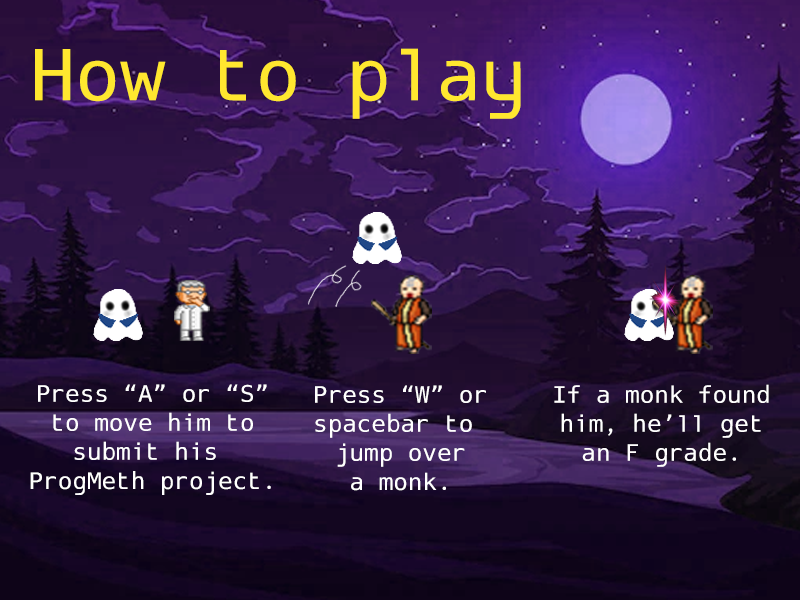 How to play
Press “A” or “S”
to move him to
submit his
ProgMeth project.
Press “W” or
spacebar to
jump over
a monk.
If a monk found
him, he’ll get
an F grade.